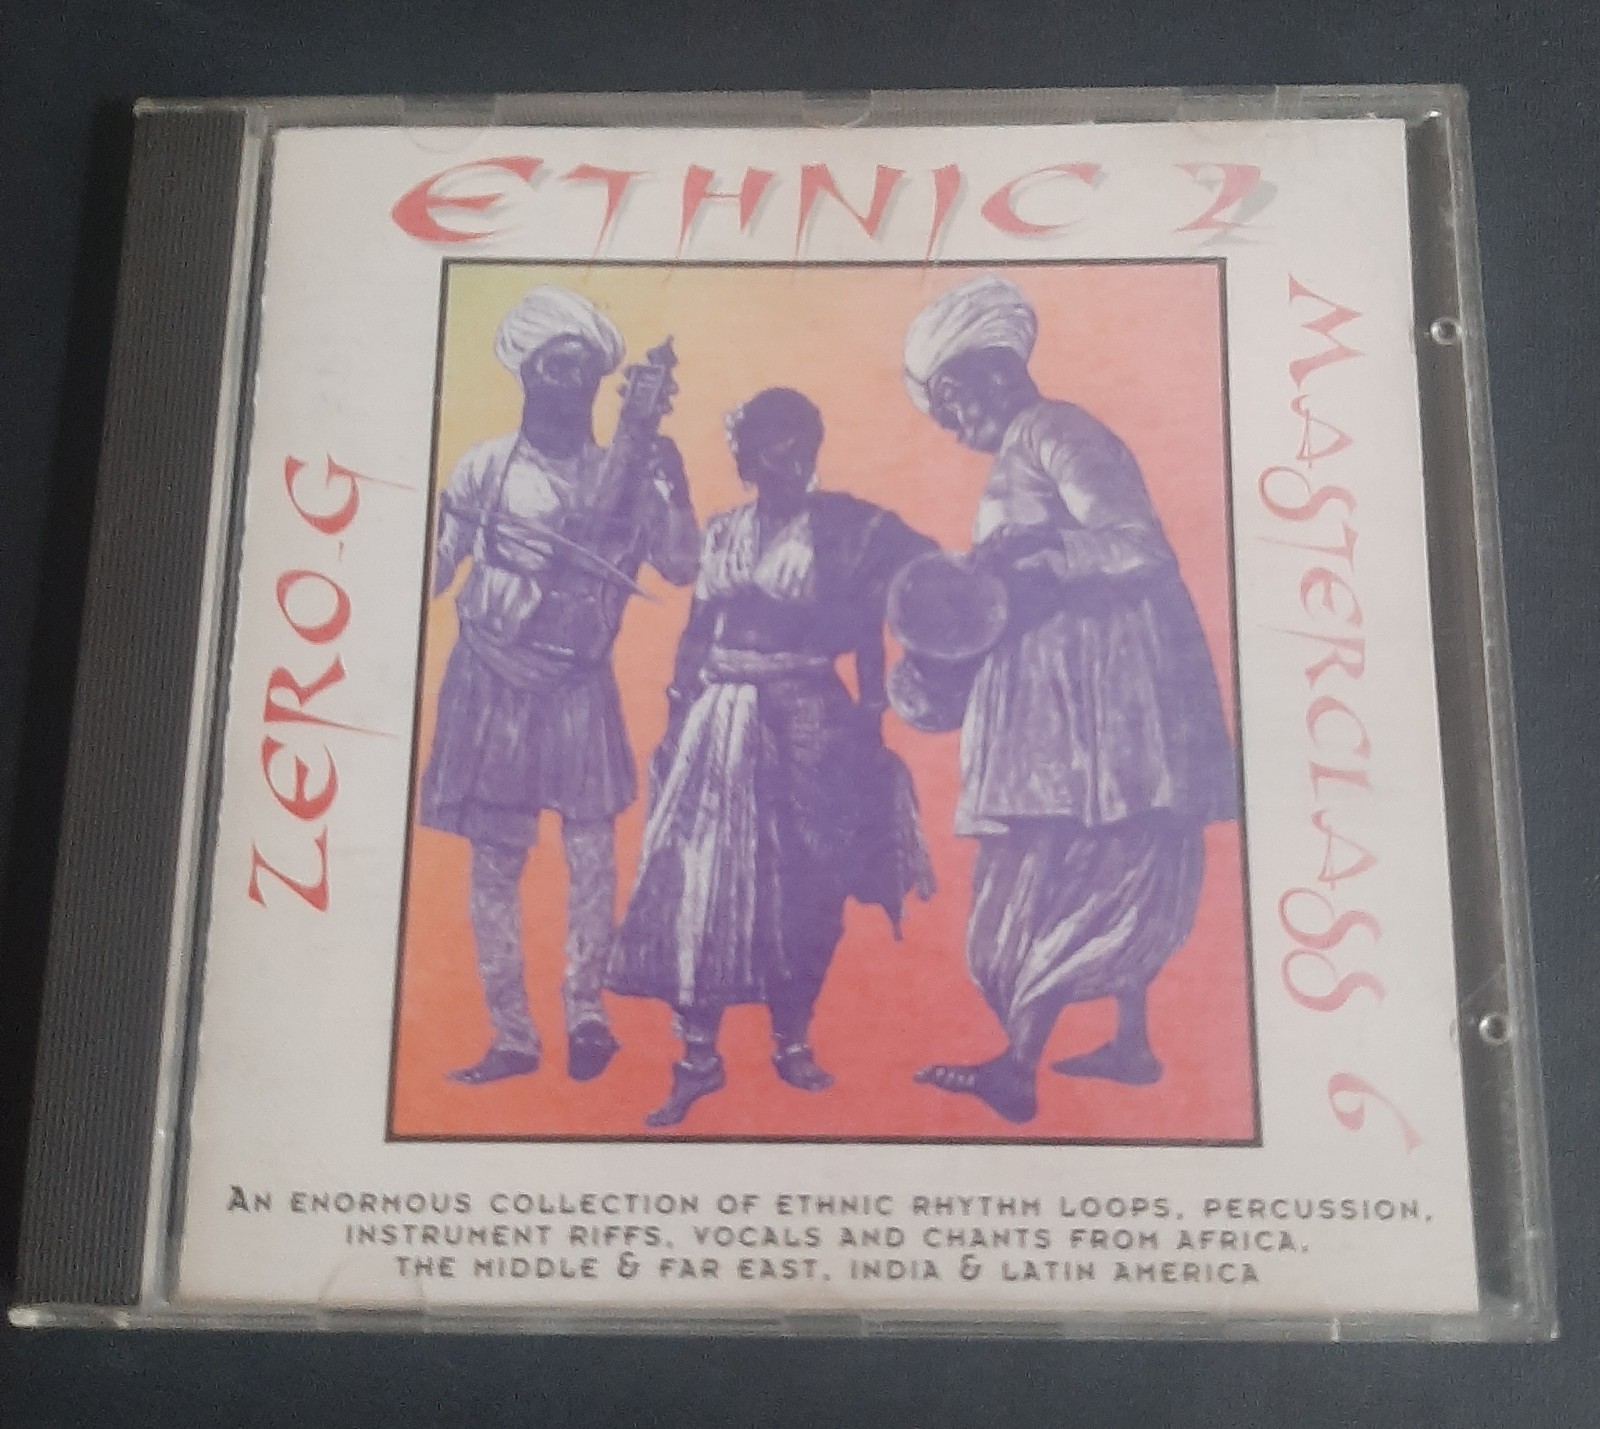 ETHNIC 2
ZERO-G
MASTERCLASS 6
AN ENORMOUS COLLECTION OF ETHNIC RHYTHM LOOPS, PERCUSSION,
INSTRUMENT RIFFS, VOCALS AND CHANTS FROM AFRICA,
THE MIDDLE & FAR EAST, INDIA & LATIN AMERICA